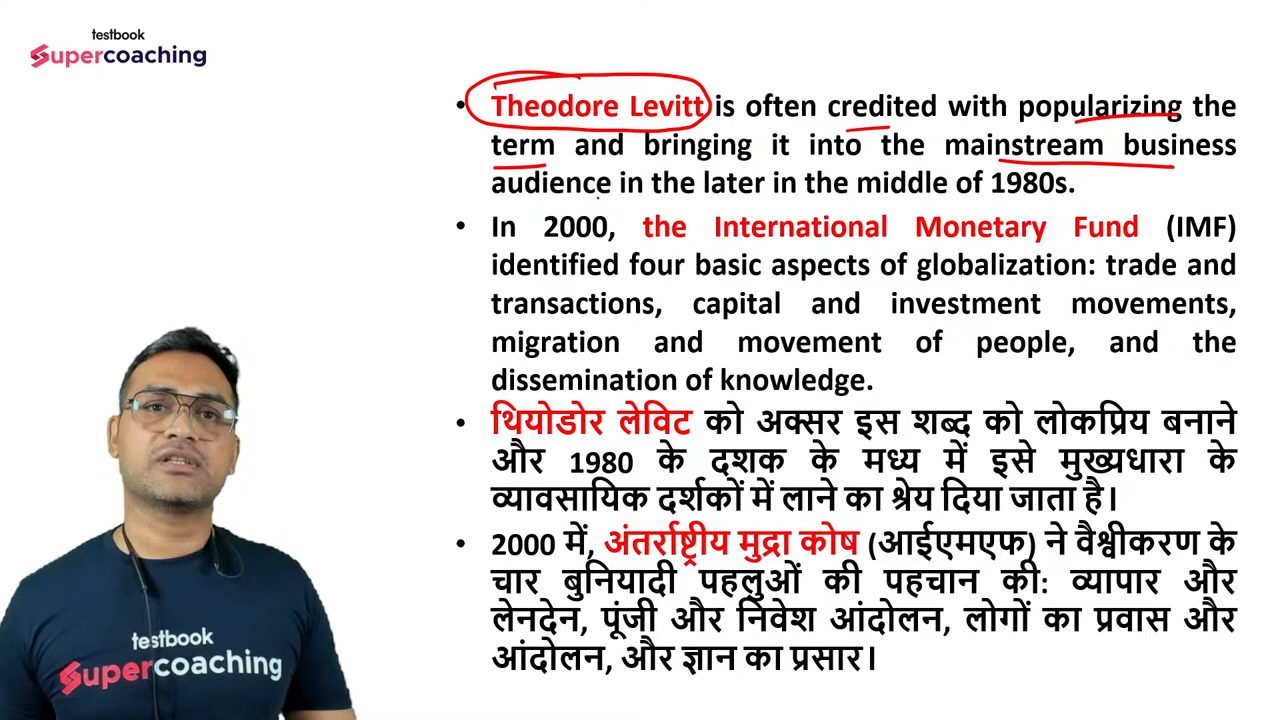 testbook
Supercoaching
• Theodore Levitt is often credited with popularizing the
term and bringing it into the mainstream business
audience in the later in the middle of 1980s.
• In 2000, the International Monetary Fund (IMF)
identified four basic aspects of globalization: trade and
transactions, capital and investment movements,
migration and movement of people, and the
dissemination of knowledge.
• थियोडोर लेविट को अक्सर इस शब्द को लोकप्रिय बनाने
और 1980 के दशक के मध्य में इसे मुख्यधारा के
व्यावसायिक दर्शकों में लाने का श्रेय दिया जाता है।
• 2000 में, अंतर्राष्ट्रीय मुद्रा कोष (आईएमएफ) ने वैश्वीकरण के
चार बुनियादी पहलुओं की पहचान की: व्यापार और
लेनदेन, पूंजी और निवेश आंदोलन, लोगों का प्रवास और
आंदोलन, और ज्ञान का प्रसार।
testbook
Supercoaching